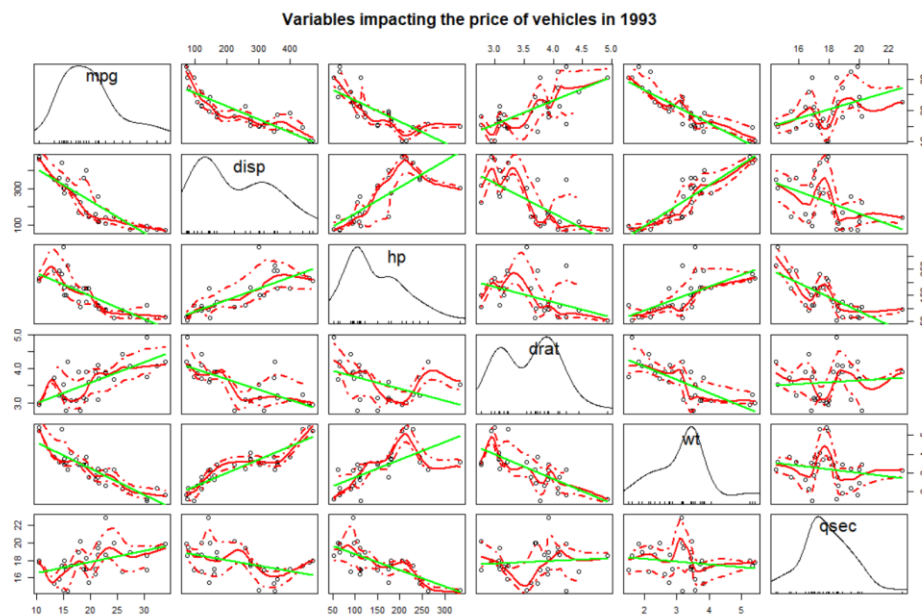 Variables impacting the price of vehicles in 1993
100 200 300 400
3.0 3.5 4.0 4.5 5.0
16 18 20 22
mpg
disp
100 300
hp
drat
3.0 4.0 5.0
wt
qsec
16 18 20 22
10 15 20 25 30
50 100 150 200 250 300
2 3 4 5